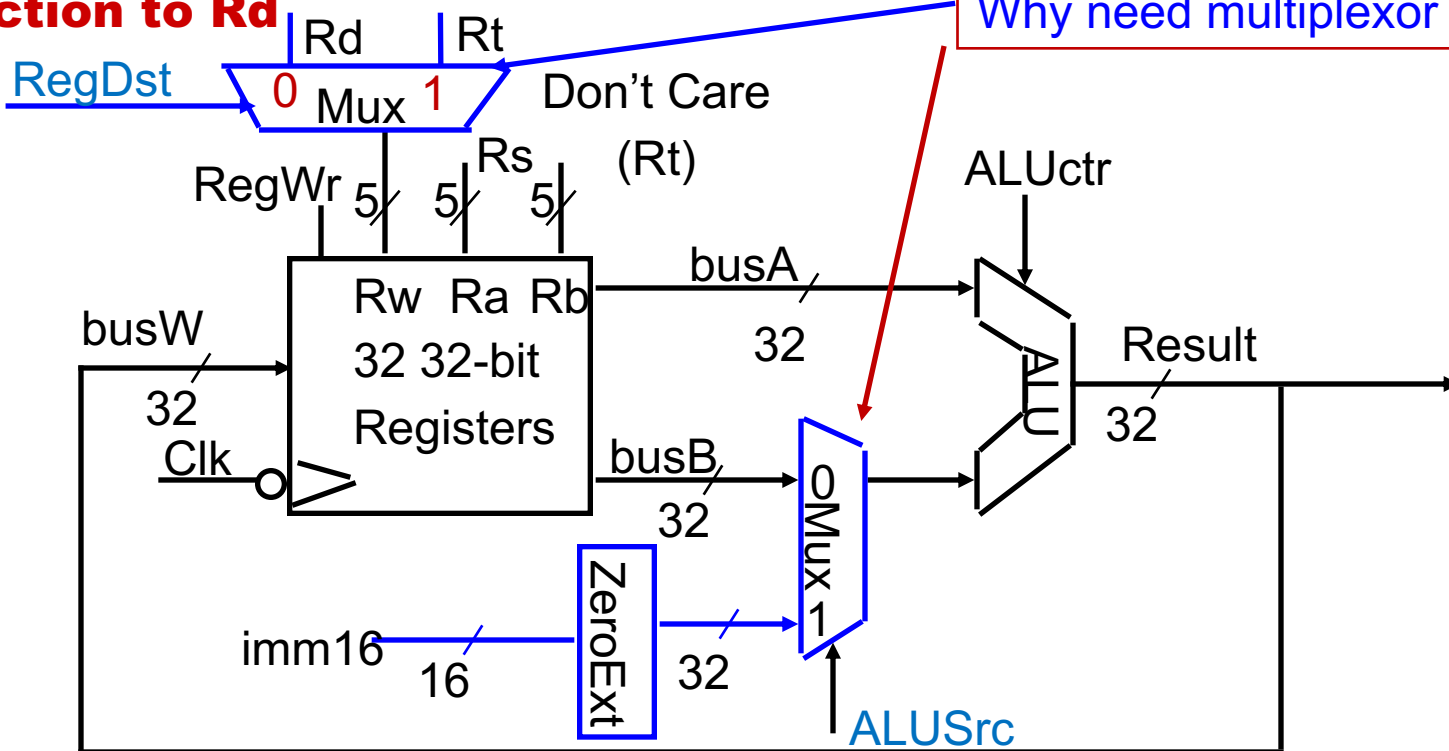 ction to Rd
Why need multiplexor
Rd
Rt
RegDst
0
Mux
1
Don't Care
(Rt)
Rs
RegWr
5
5
5
ALUctr
busA
32
Rw Ra Rb
32 32-bit
Registers
busW
32
Clk
busB
32
0
Mux
1
ALU
Result
32
imm16
16
ZeroExt
32
ALUSrc